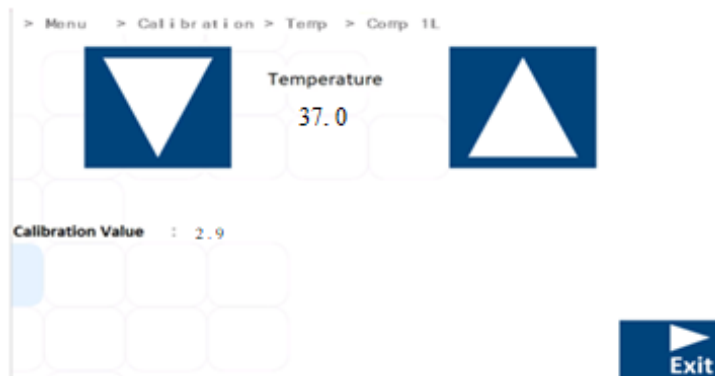 > Menu > Calibration > Temp > Comp 1L
Temperature
37.0
Calibration Value : 2.9
Exit